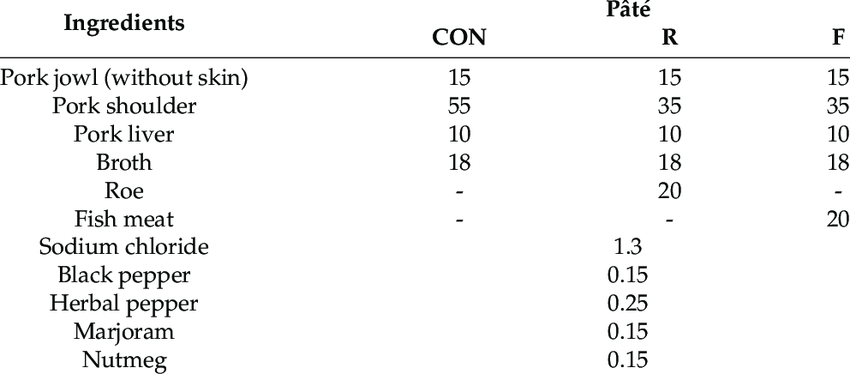 Ingredients Pâté
CON R F
Pork jowl (without skin) 15 15 15
Pork shoulder 55 35 35
Pork liver 10 10 10
Broth 18 18 18
Roe - 20 -
Fish meat - - 20
Sodium chloride 1.3
Black pepper 0.15
Herbal pepper 0.25
Marjoram 0.15
Nutmeg 0.15